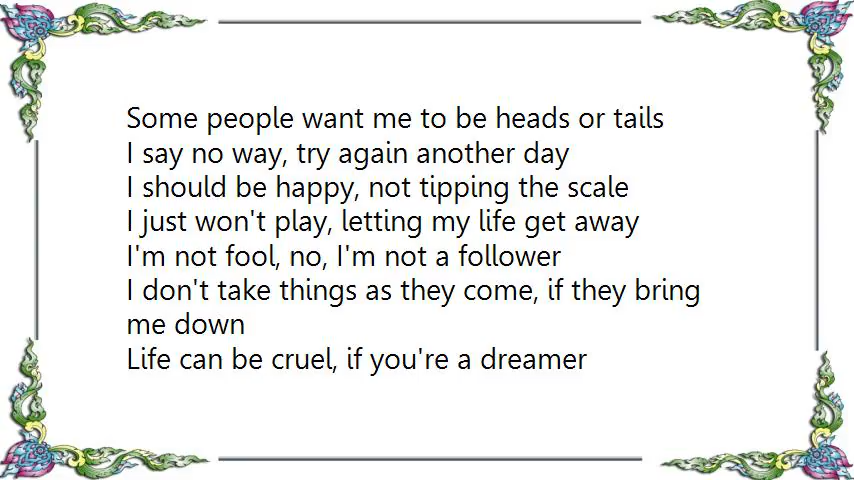 Some people want me to be heads or tails
I say no way, try again another day
I should be happy, not tipping the scale
I just won't play, letting my life get away
I'm not fool, no, I'm not a follower
I don't take things as they come, if they bring
me down
Life can be cruel, if you're a dreamer